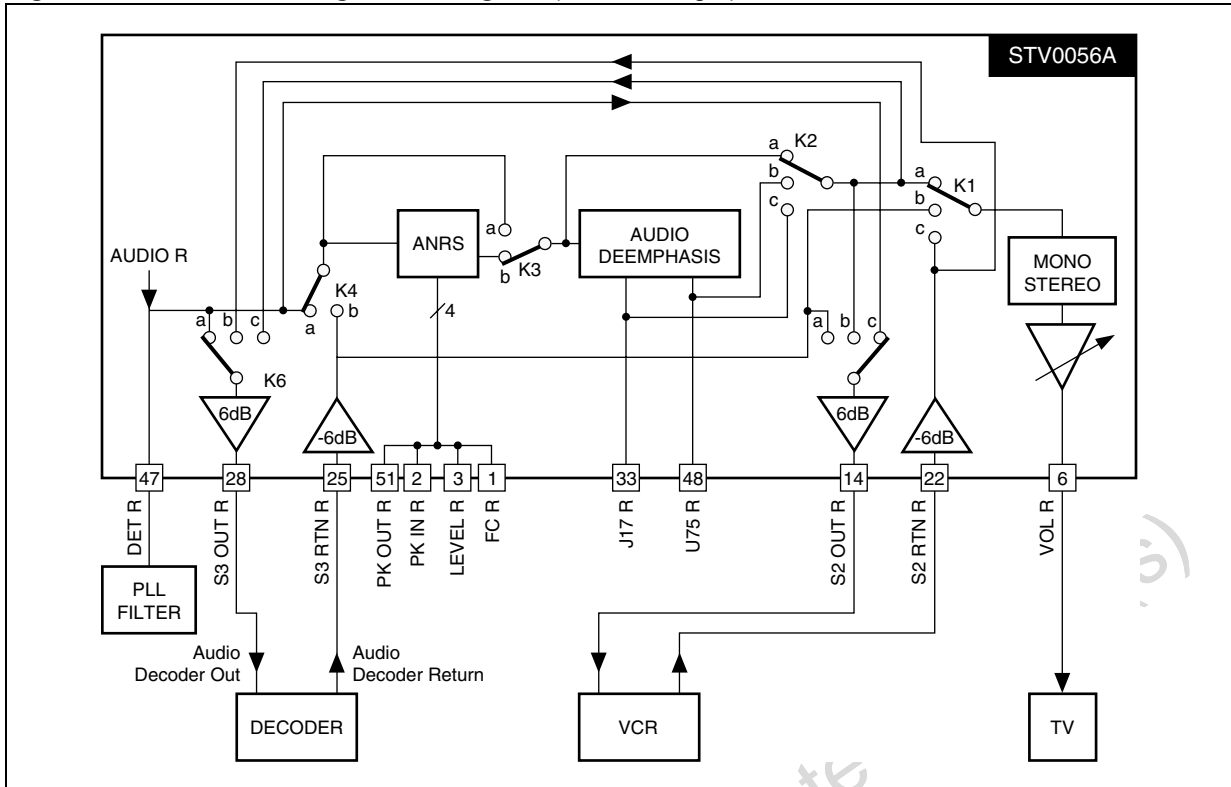 STV0056A
a
K2
b
c
a
K1
b
c
a
K3
b
ANRS
AUDIO
DEEMPHASIS
MONO
STEREO
AUDIO R
K4
a
b
4
a
b
c
K6
a
b
c
6dB
-6dB
6dB
-6dB
47
28
25
51
2
3
1
33
48
14
22
6
DET R
S3 OUT R
S3 RTN R
PK OUT R
PK IN R
LEVEL R
FC R
J17 R
U75 R
S2 OUT R
S2 RTN R
VOL R
PLL
FILTER
Audio
Decoder Out
Audio
Decoder Return
DECODER
VCR
TV